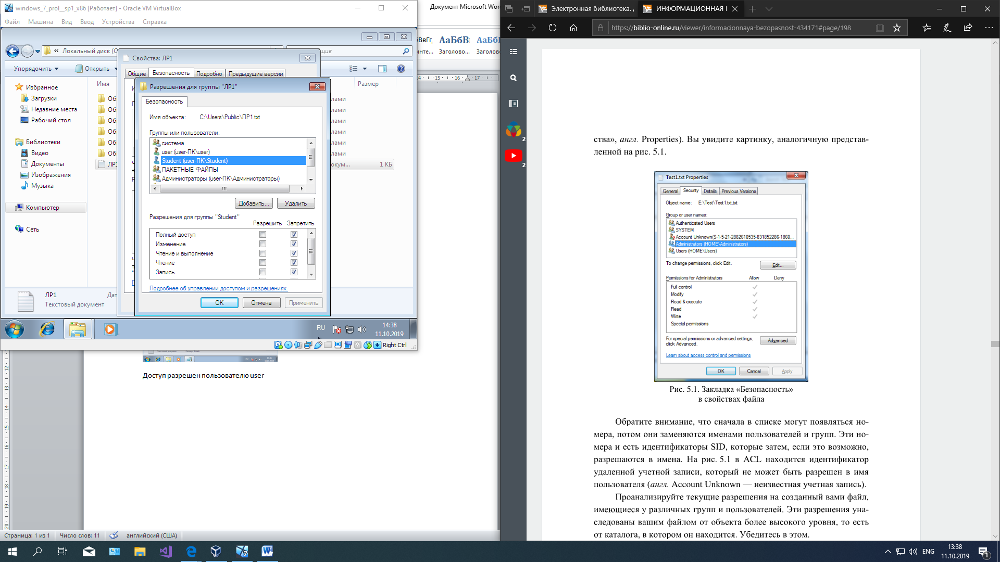 windows_7_prol__sp1_x86 [Работает] - Oracle VM VirtualBox
Файл Машина Вид Ввод Устройства Справка
Локальный диск (C
Упорядочить Открыть
Избранное
Загрузки
Недавние места
Рабочий стол
Библиотеки
Видео
Документы
Изображения
Музыка
Компьютер
Сеть
Имя
Размер
Об
Об
Об
Об
Об
Об
ЛР1
лами
лами
лами
лами
лами
лами
окум... 1 КБ
ЛР1
Текстовый документ
Дат
Свойства: ЛР1
Общие Безопасность Подробно Предыдущие версии
Разрешения для группы "ЛР1"
Безопасность
Имя объекта: C:\Users\Public\ЛР1.txt
Группы или пользователи:
система
user (user-ПК\user)
Student (user-ПК\Student)
ПАКЕТНЫЕ ФАЙЛЫ
Администраторы (user-ПК\Администраторы)
Добавить... Удалить
Разрешения для группы "Student"
Разрешить Запретить
Полный доступ
Изменение
Чтение и выполнение
Чтение
Запись
Подробнее об управлении доступом и разрешениях
ОК Отмена Применить
RU
14:38
11.10.2019
Right Ctrl
Документ Microsoft Wor
ВвГг, АаБбВ АаБбВ
инте... Заголово... Заголово
Доступ разрешен пользователю user
Страница: 1 из 1 Число слов: 11 английский (США)
Электронная библиотека. ИНФОРМАЦИОННАЯ
https://biblio-online.ru/viewer/informacionnaya-bezopasnost-434171#page/198
2
2
ства», англ. Properties). Вы увидите картинку, аналогичную представ-
ленной на рис. 5.1.
Test1.txt Properties
General Security Details Previous Versions
Object name: E:\Test\Test1.txt.txt
Group or user names:
Authenticated Users
SYSTEM
Account Unknown(S-1-5-21-2882610535-831852286-1860...
Administrators (HOME\Administrators)
Users (HOME\Users)
To change permissions, click Edit.
Edit...
Permissions for Administrators Allow Deny
Full control
Modify
Read & execute
Read
Write
Special permissions
For special permissions or advanced settings,
click Advanced.
Advanced
Learn about access control and permissions
OK Cancel Apply
Рис. 5.1. Закладка «Безопасность»
в свойствах файла
Обратите внимание, что сначала в списке могут появляться но-
мера, потом они заменяются именами пользователей и групп. Эти но-
мера и есть идентификаторы SID, которые затем, если это возможно,
разрешаются в имена. На рис. 5.1 в ACL находится идентификатор
удаленной учетной записи, который не может быть разрешен в имя
пользователя (англ. Account Unknown — неизвестная учетная запись).
Проанализируйте текущие разрешения на созданный вами файл,
имеющиеся у различных групп и пользователей. Эти разрешения уна-
следованы вашим файлом от объекта более высокого уровня, то есть
от каталога, в котором он находится. Убедитесь в этом.
ENG
13:38
11.10.2019
1